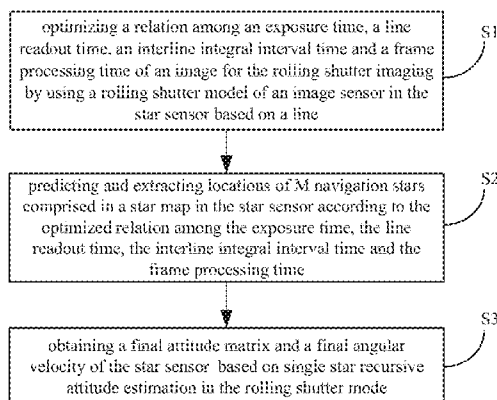 optimizing a relation among an exposure time, a line
readout time, an interline integral interval time and a frame
processing time of an image for the rolling shutter imaging
by using a rolling shutter model of an image sensor in the
star sensor based on a line
S1
predicting and extracting locations of M navigation stars
comprised in a star map in the star sensor according to the
optimized relation among the exposure time, the line
readout time, the interline integral interval time and the
frame processing time
S2
obtaining a final attitude matrix and a final angular
velocity of the star sensor based on single star recursive
attitude estimation in the rolling shutter mode
S3